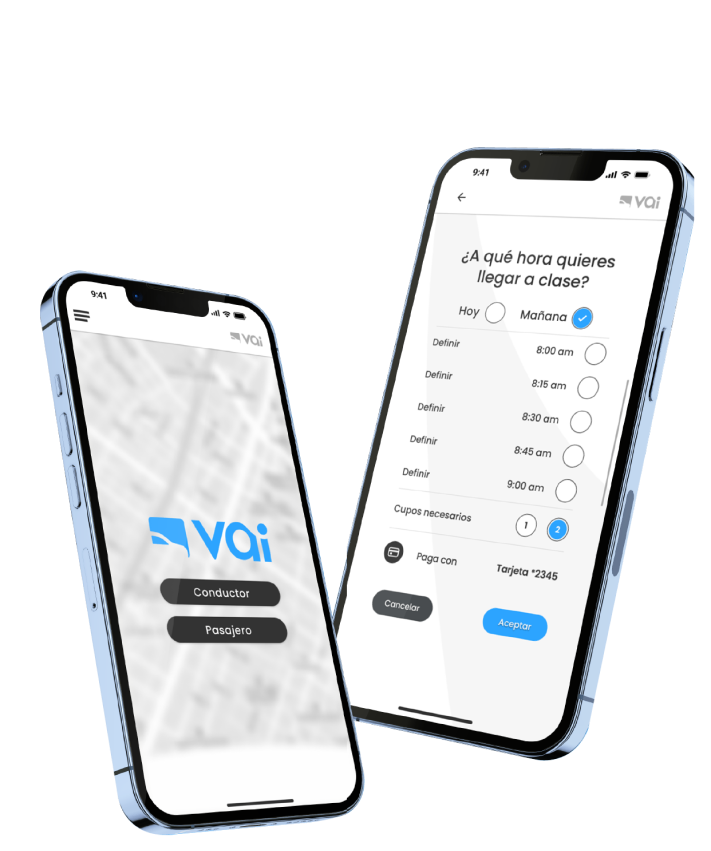 9:41
vai
vai
Conductor
Pasajero
9:41
vai
¿A qué hora quieres
llegar a clase?
Hoy Mañana
Definir 8:00 am
Definir 8:15 am
Definir 8:30 am
Definir 8:45 am
Definir 9:00 am
Cupos necesarios 1 2
Paga con Tarjeta *2345
Cancelar Aceptar